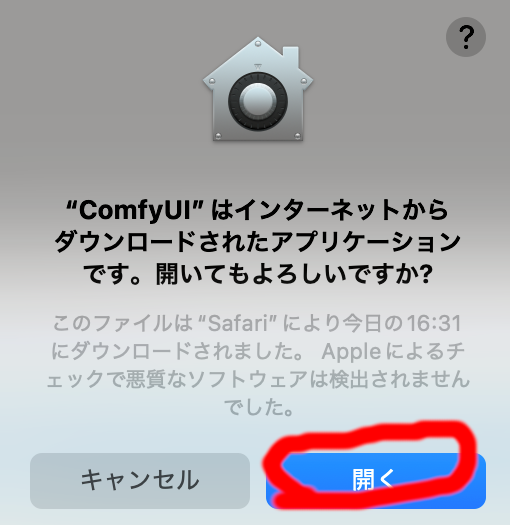 ?
“ComfyUI”はインターネットから
ダウンロードされたアプリケーション
です。開いてもよろしいですか?
このファイルは“Safari”により今日の16:31
にダウンロードされました。 Appleによるチ
ェックで悪質なソフトウェアは検出されません
でした。
キャンセル
開く